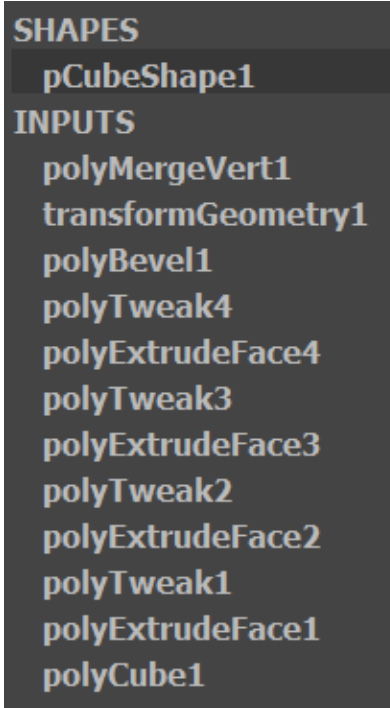 SHAPES
pCubeShape1
INPUTS
polyMergeVert1
transformGeometry1
polyBevel1
polyTweak4
polyExtrudeFace4
polyTweak3
polyExtrudeFace3
polyTweak2
polyExtrudeFace2
polyTweak1
polyExtrudeFace1
polyCube1